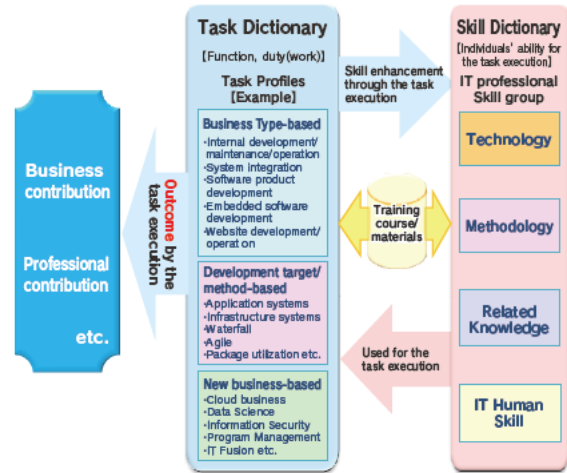 Task Dictionary
【Function, duty(work)】
Task Profiles
【Example】
Business Type-based
・Internal development/
maintenance/operation
・System integration
・Software product
development
・Embedded software
development
・Website development/
operation
Development target/
method-based
・Application systems
・Infrastructure systems
・Waterfall
・Agile
・Package utilization etc.
New business-based
・Cloud business
・Data Science
・Information Security
・Program Management
・IT Fusion etc.
Business
contribution
Professional
contribution
etc.
Outcome by the
task execution
Skill enhancement
through the task
execution
Training
course/
materials
Used for the
task execution
Skill Dictionary
【Individuals' ability for
the task execution】
IT professional
Skill group
Technology
Methodology
Related
Knowledge
IT Human
Skill